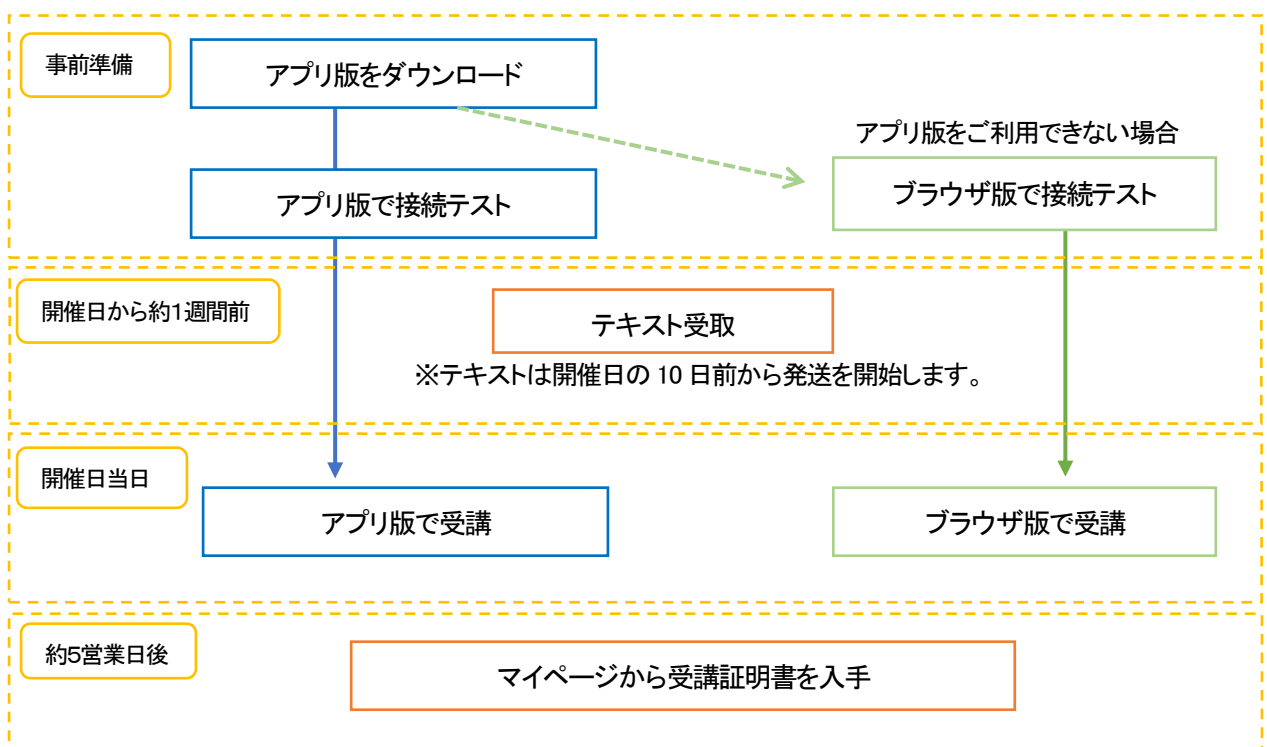 事前準備
アプリ版をダウンロード
アプリ版をご利用できない場合
アプリ版で接続テスト
ブラウザ版で接続テスト
開催日から約1週間前
テキスト受取
※テキストは開催日の 10 日前から発送を開始します。
開催日当日
アプリ版で受講
ブラウザ版で受講
約5営業日後
マイページから受講証明書を入手